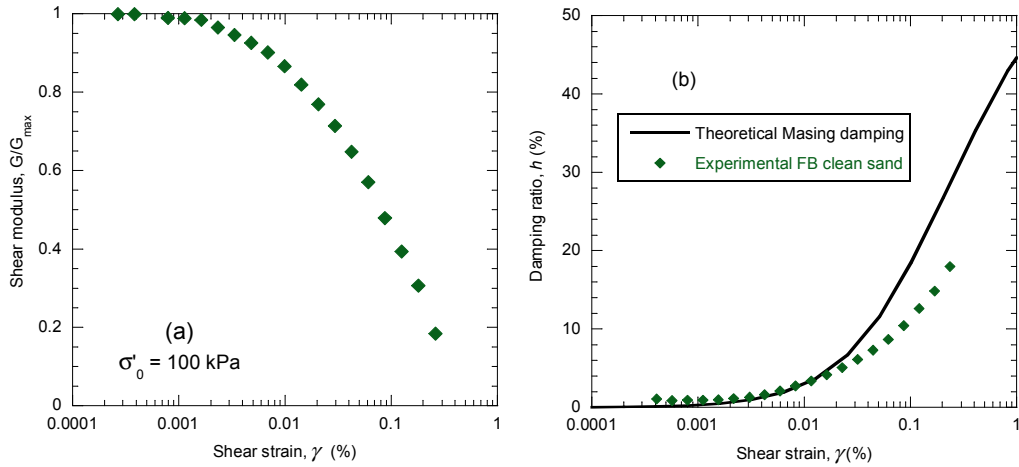 1
0.8
0.6
0.4
0.2
0
0.0001 0.001 0.01 0.1 1
Shear modulus, G/Gmax
Shear strain, γ (%)
(a)
σ'0 = 100 kPa
50
40
30
20
10
0
0.0001 0.001 0.01 0.1 1
Damping ratio, h (%)
Shear strain, γ(%)
(b)
Theoretical Masing damping
Experimental FB clean sand